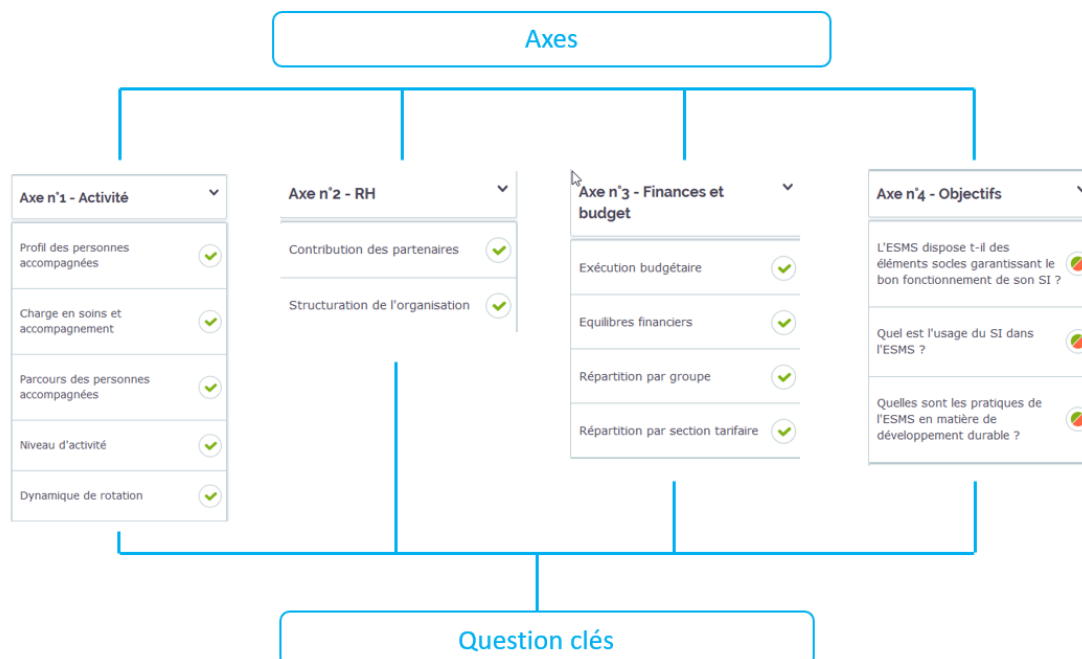 Axes
Axe n°1 - Activité
Profil des personnes
accompagnées
Charge en soins et
accompagnement
Parcours des personnes
accompagnées
Niveau d'activité
Dynamique de rotation
Axe n°2 - RH
Contribution des partenaires
Structuration de l'organisation
Axe n°3 - Finances et
budget
Exécution budgétaire
Equilibres financiers
Répartition par groupe
Répartition par section tarifaire
Axe n°4 - Objectifs
L'ESMS dispose t-il des
éléments socles garantissant le
bon fonctionnement de son SI ?
Quel est l'usage du SI dans
l'ESMS ?
Quelles sont les pratiques de
l'ESMS en matière de
développement durable ?
Question clés